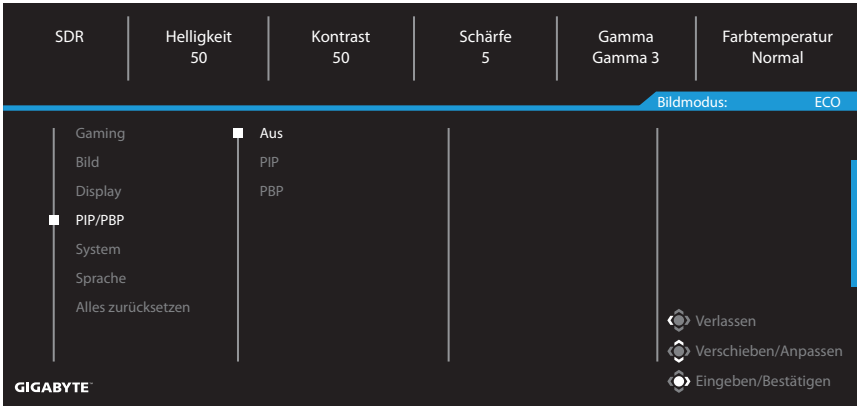 SDR
Helligkeit
50
Kontrast
50
Schärfe
5
Gamma
Gamma 3
Farbtemperatur
Normal
Bildmodus: ECO
Gaming
Bild
Display
PIP/PBP
System
Sprache
Alles zurücksetzen
Aus
PIP
PBP
Verlassen
Verschieben/Anpassen
Eingeben/Bestätigen
GIGABYTE™